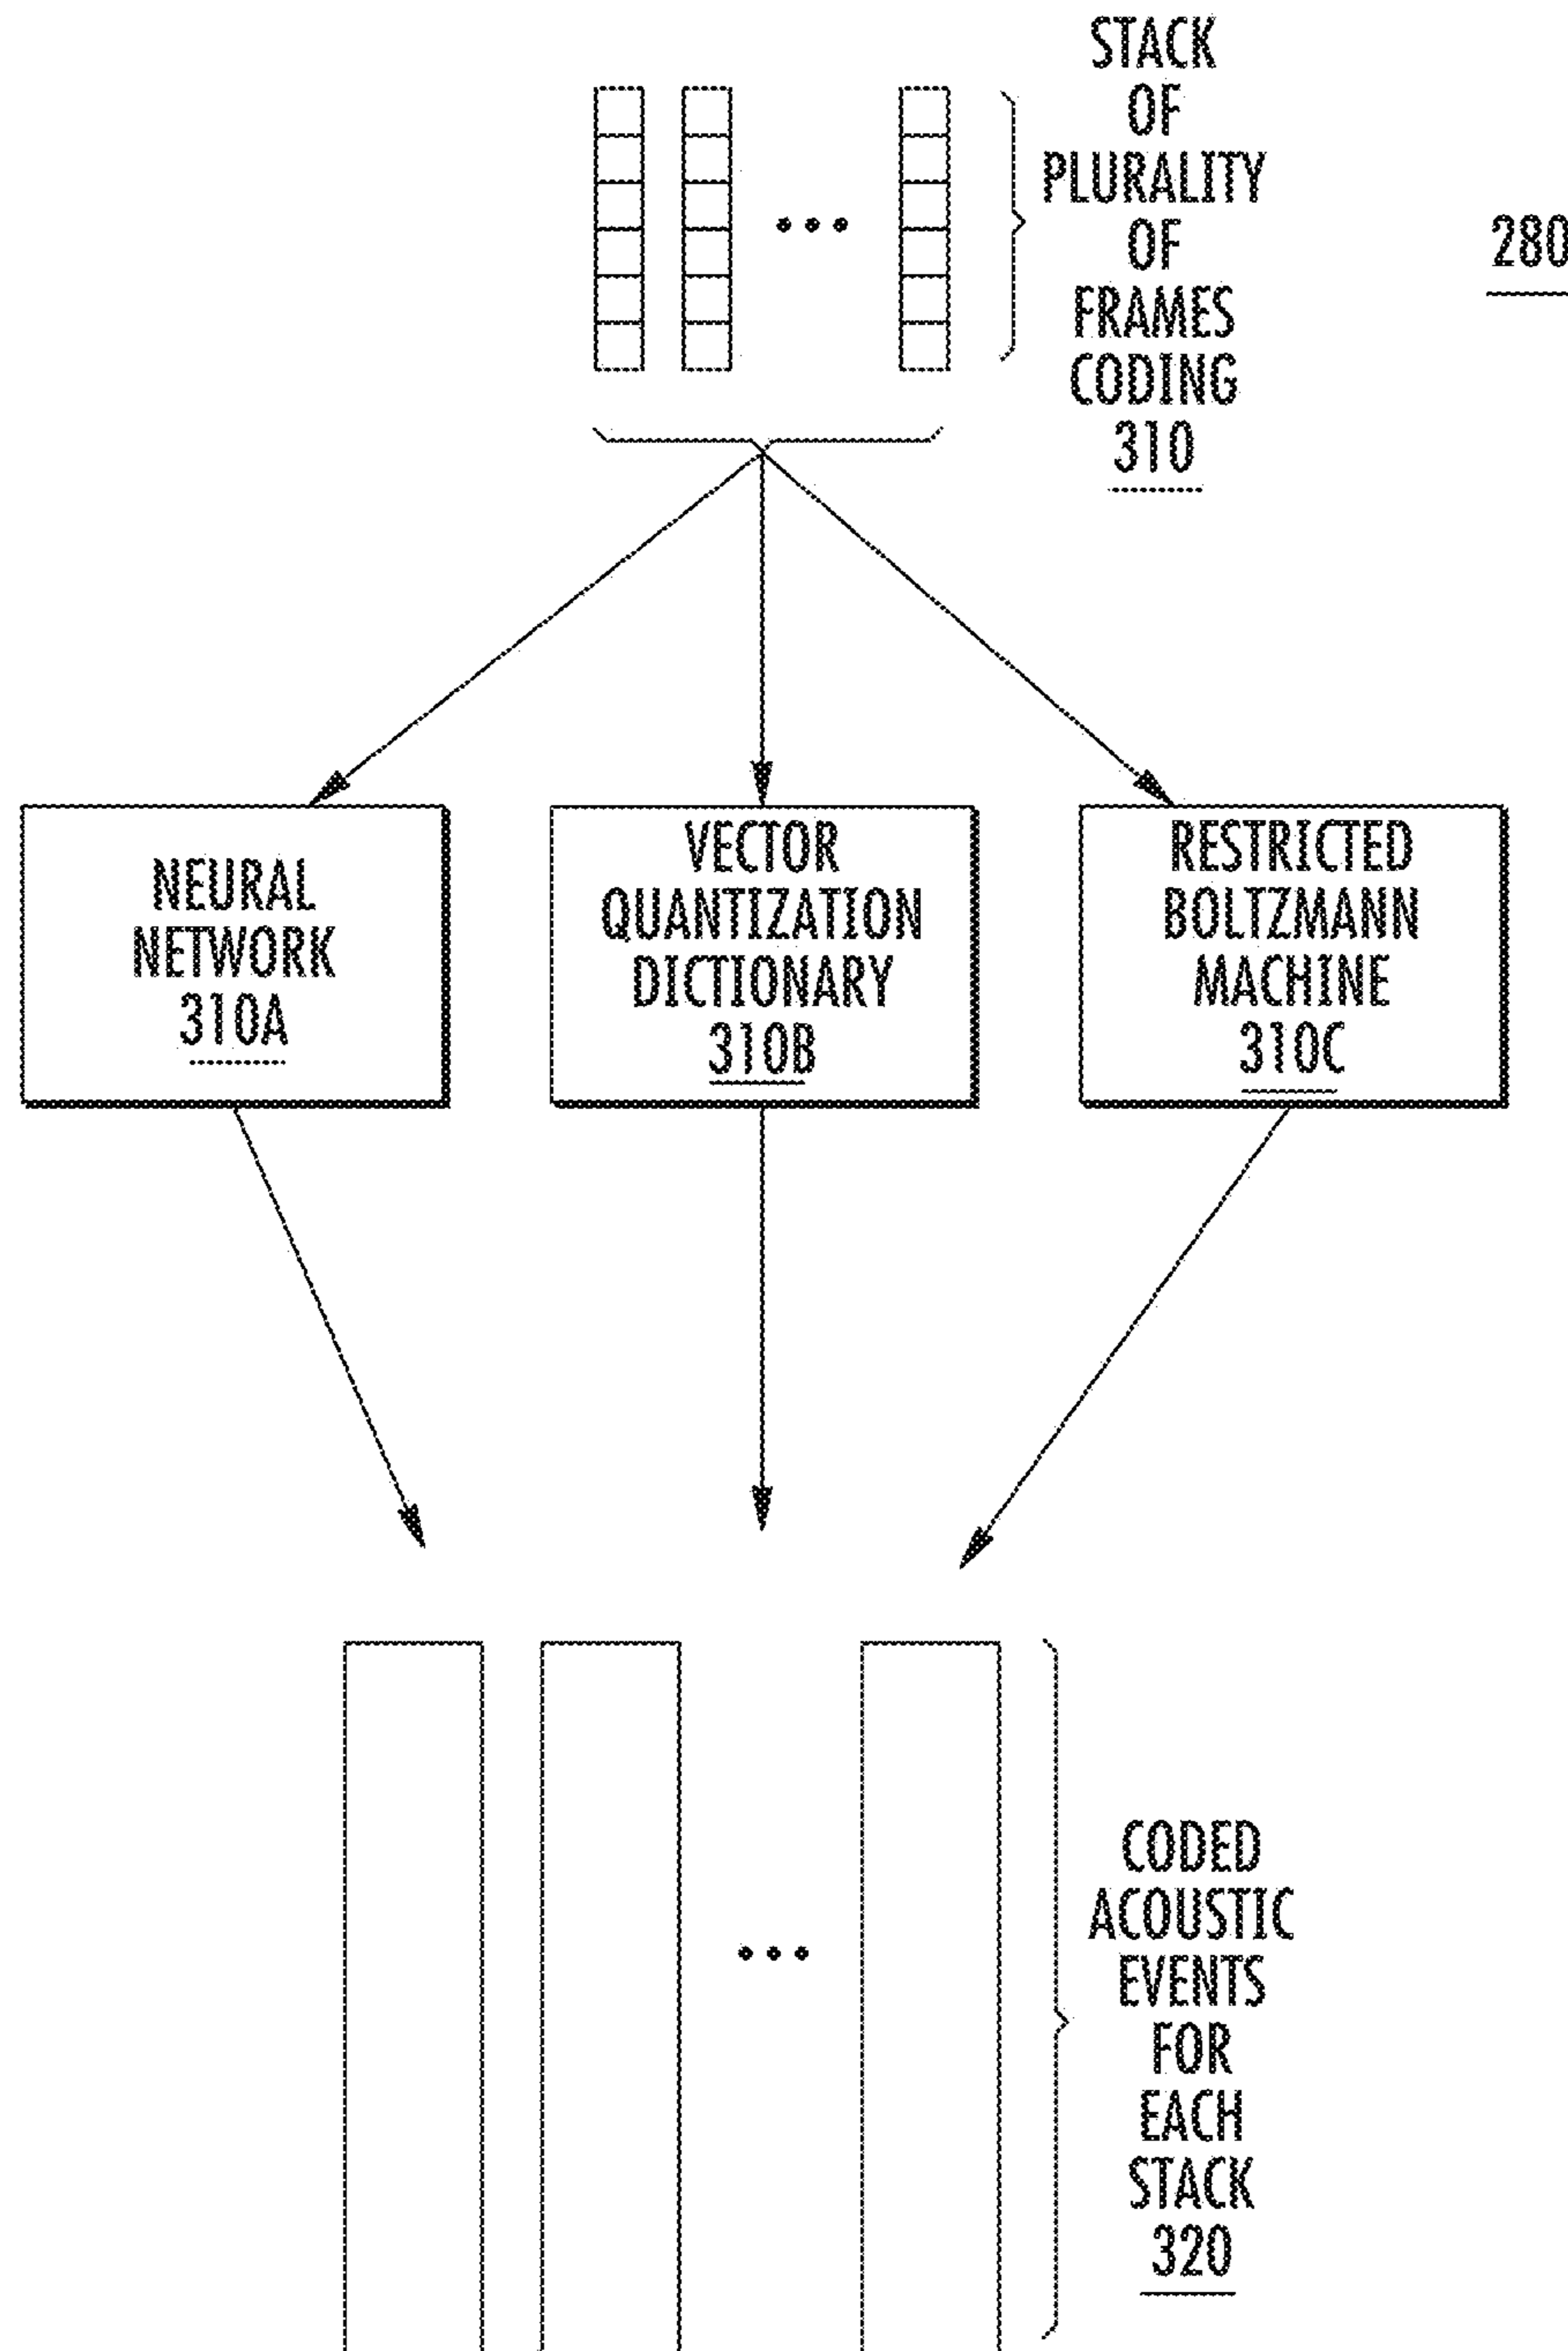 STACK
OF
PLURALITY
OF
FRAMES
CODING
310
280
NEURAL
NETWORK
310A
VECTOR
QUANTIZATION
DICTIONARY
310B
RESTRICTED
BOLTZMANN
MACHINE
310C
CODED
ACOUSTIC
EVENTS
FOR
EACH
STACK
320